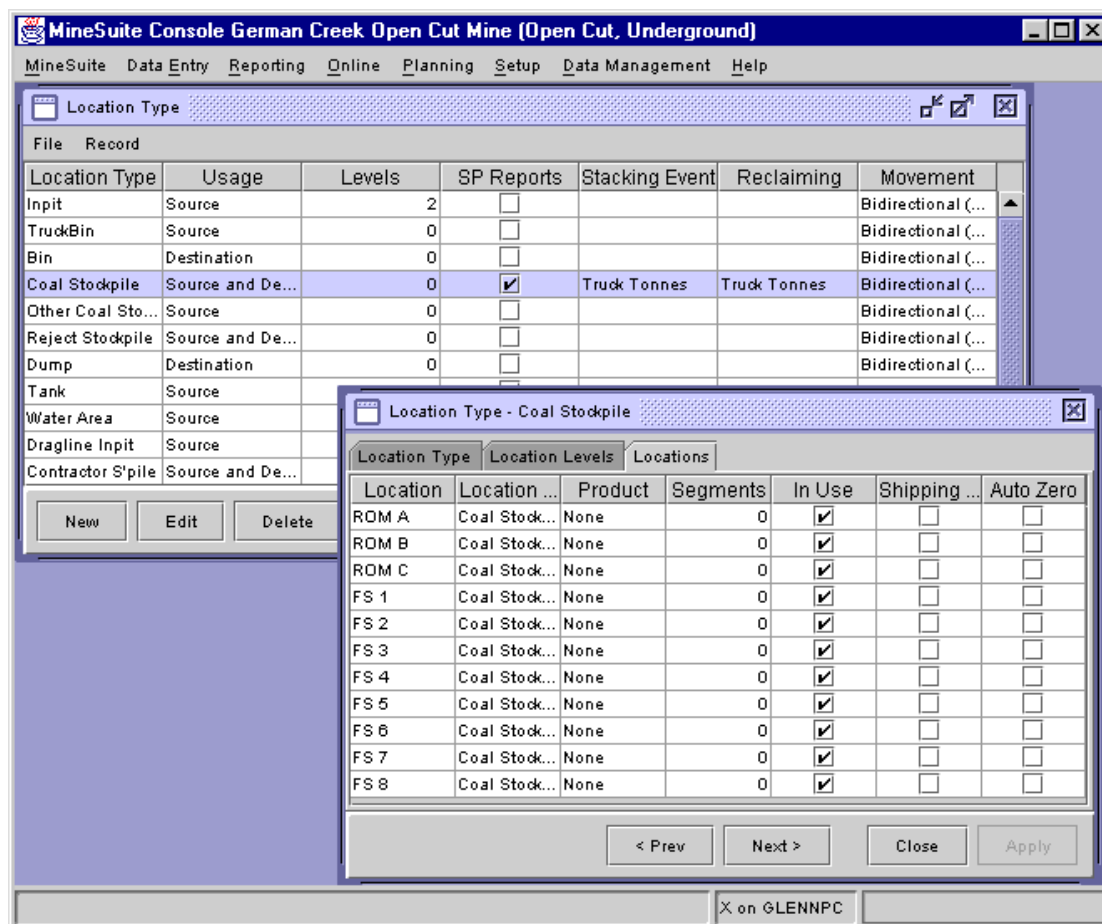 MineSuite Console German Creek Open Cut Mine (Open Cut, Underground)
MineSuite Data Entry Reporting Online Planning Setup Data Management Help
Location Type
File Record
Location Type Usage Levels SP Reports Stacking Event Reclaiming Movement
Inpit Source 2 Bidirectional (...
TruckBin Source 0 Bidirectional (...
Bin Destination 0 Bidirectional (...
Coal Stockpile Source and De... 0 Truck Tonnes Truck Tonnes Bidirectional (...
Other Coal Sto... Source 0 Bidirectional (...
Reject Stockpile Source and De... 0 Bidirectional (...
Dump Destination 0 Bidirectional (...
Tank Source
Water Area Source
Dragline Inpit Source
Contractor S'pile Source and De...
New Edit Delete
Location Type - Coal Stockpile
Location Type Location Levels Locations
Location Location ... Product Segments In Use Shipping ... Auto Zero
ROM A Coal Stock... None 0
ROM B Coal Stock... None 0
ROM C Coal Stock... None 0
FS 1 Coal Stock... None 0
FS 2 Coal Stock... None 0
FS 3 Coal Stock... None 0
FS 4 Coal Stock... None 0
FS 5 Coal Stock... None 0
FS 6 Coal Stock... None 0
FS 7 Coal Stock... None 0
FS 8 Coal Stock... None 0
< Prev Next > Close Apply
X on GLENNPC